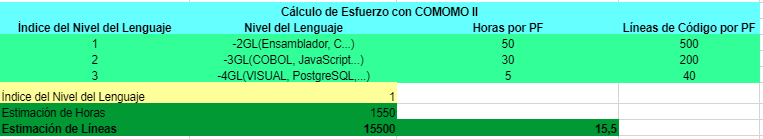 Cálculo de Esfuerzo con COMOMO II
Índice del Nivel del Lenguaje Nivel del Lenguaje Horas por PF Líneas de Código por PF
1 -2GL(Ensamblador, C...) 50 500
2 -3GL(COBOL, JavaScript...) 30 200
3 -4GL(VISUAL, PostgreSQL,...) 5 40
Índice del Nivel del Lenguaje 1
Estimación de Horas 1550
Estimación de Líneas 15500 15,5